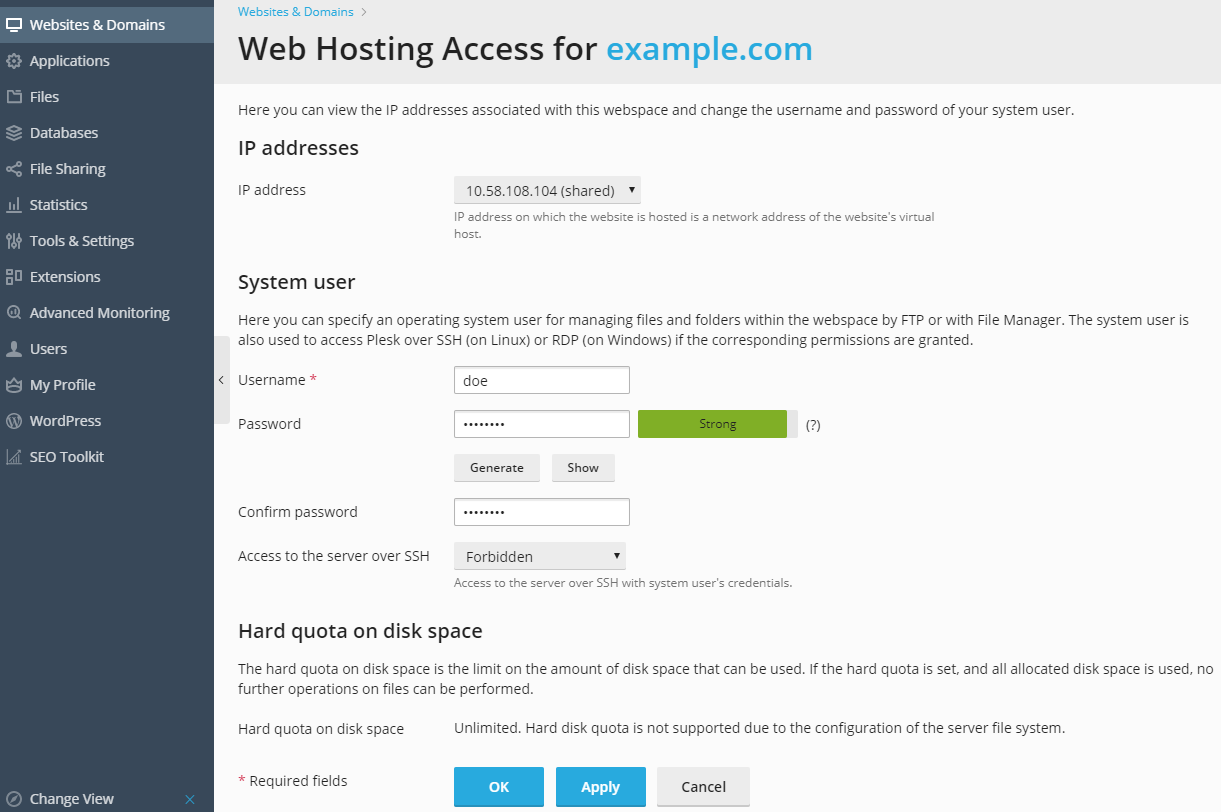 Websites & Domains
Applications
Files
Databases
File Sharing
Statistics
Tools & Settings
Extensions
Advanced Monitoring
Users
My Profile
WordPress
SEO Toolkit
Change View
Websites & Domains
Web Hosting Access for example.com
Here you can view the IP addresses associated with this webspace and change the username and password of your system user.
IP addresses
IP address
10.58.108.104 (shared)
IP address on which the website is hosted is a network address of the website's virtual
host.
System user
Here you can specify an operating system user for managing files and folders within the webspace by FTP or with File Manager. The system user is
also used to access Plesk over SSH (on Linux) or RDP (on Windows) if the corresponding permissions are granted.
Username *
doe
Password
••••••••
Strong
(?)
Generate
Show
Confirm password
••••••••
Access to the server over SSH
Forbidden
Access to the server over SSH with system user's credentials.
Hard quota on disk space
The hard quota on disk space is the limit on the amount of disk space that can be used. If the hard quota is set, and all allocated disk space is used, no
further operations on files can be performed.
Hard quota on disk space
Unlimited. Hard disk quota is not supported due to the configuration of the server file system.
* Required fields
OK
Apply
Cancel